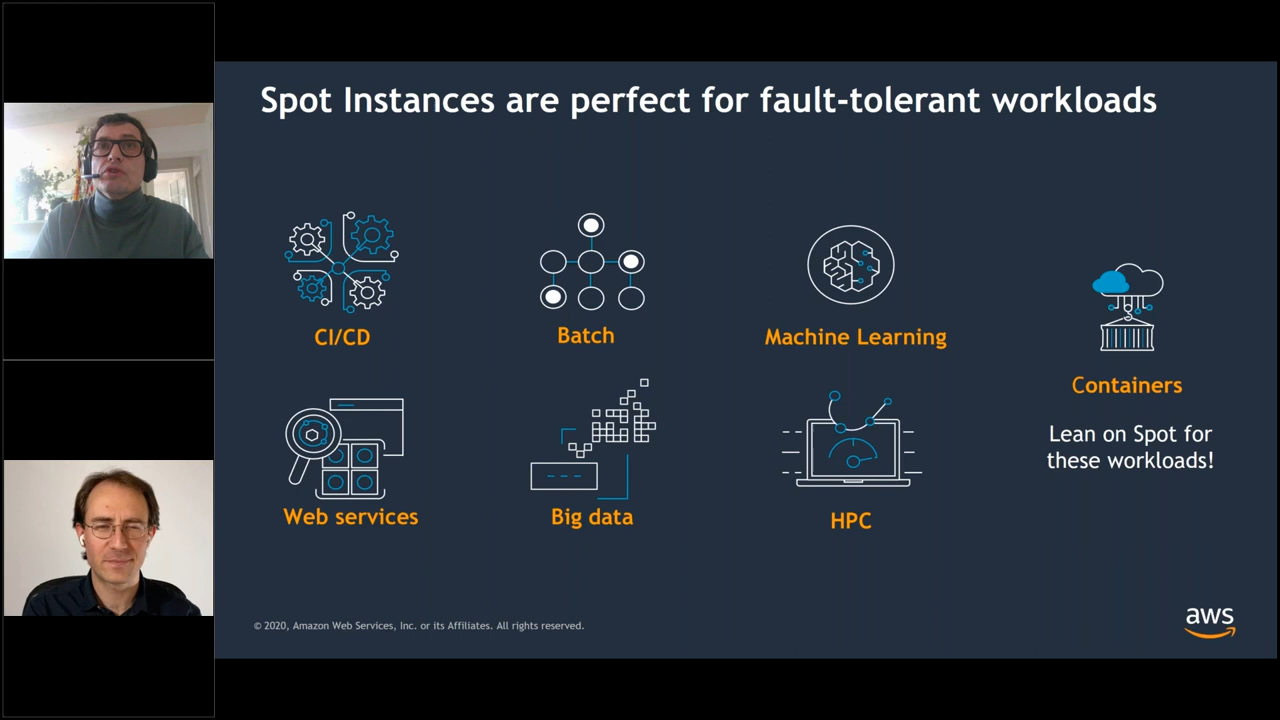 Spot Instances are perfect for fault-tolerant workloads
CI/CD
Batch
Machine Learning
Containers
Lean on Spot for
these workloads!
Web services
Big data
HPC
© 2020, Amazon Web Services, Inc. or its Affiliates. All rights reserved.
aws